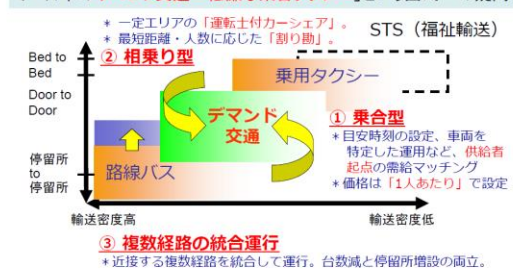 * 一定エリアの「運転士付カーシェア」。
* 最短距離・人数に応じた「割り勘」。
STS（福祉輸送）
② 相乗り型
Bed to
Bed
乗用タクシー
Door to
Door
デマンド
交通
① 乗合型
* 目安時刻の設定、車両を
特定した運用など、供給者
起点の需給マッチング
* 価格は「1人あたり」で設定
停留所
to
停留所
路線バス
輸送密度高
輸送密度低
③ 複数経路の統合運行
* 近接する複数経路を統合して運行。台数減と停留所増設の両立。